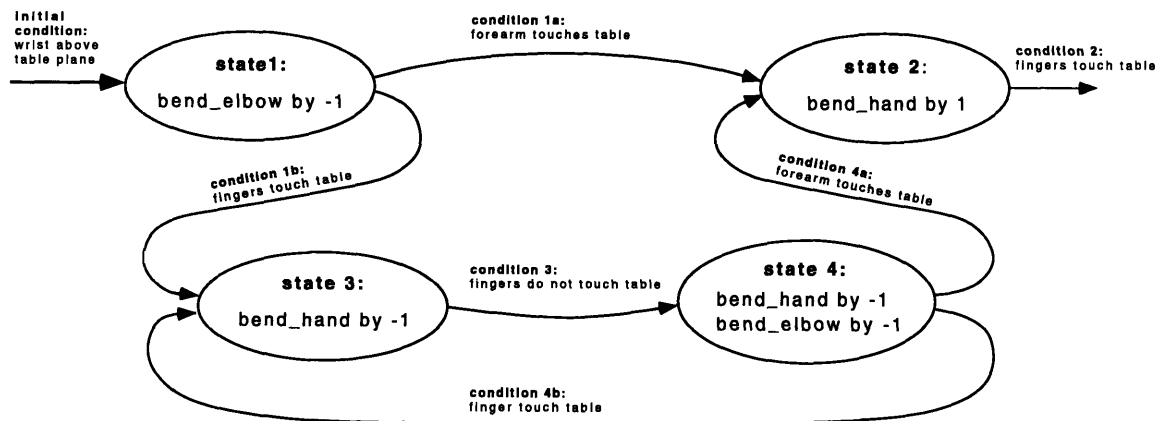 initial
condition:
wrist above
table plane
state1:
bend_elbow by -1
condition 1a:
forearm touches table
state 2:
bend_hand by 1
condition 2:
fingers touch table
condition 1b:
fingers touch table
condition 4a:
forearm touches table
state 3:
bend_hand by -1
condition 3:
fingers do not touch table
state 4:
bend_hand by -1
bend_elbow by -1
condition 4b:
finger touch table